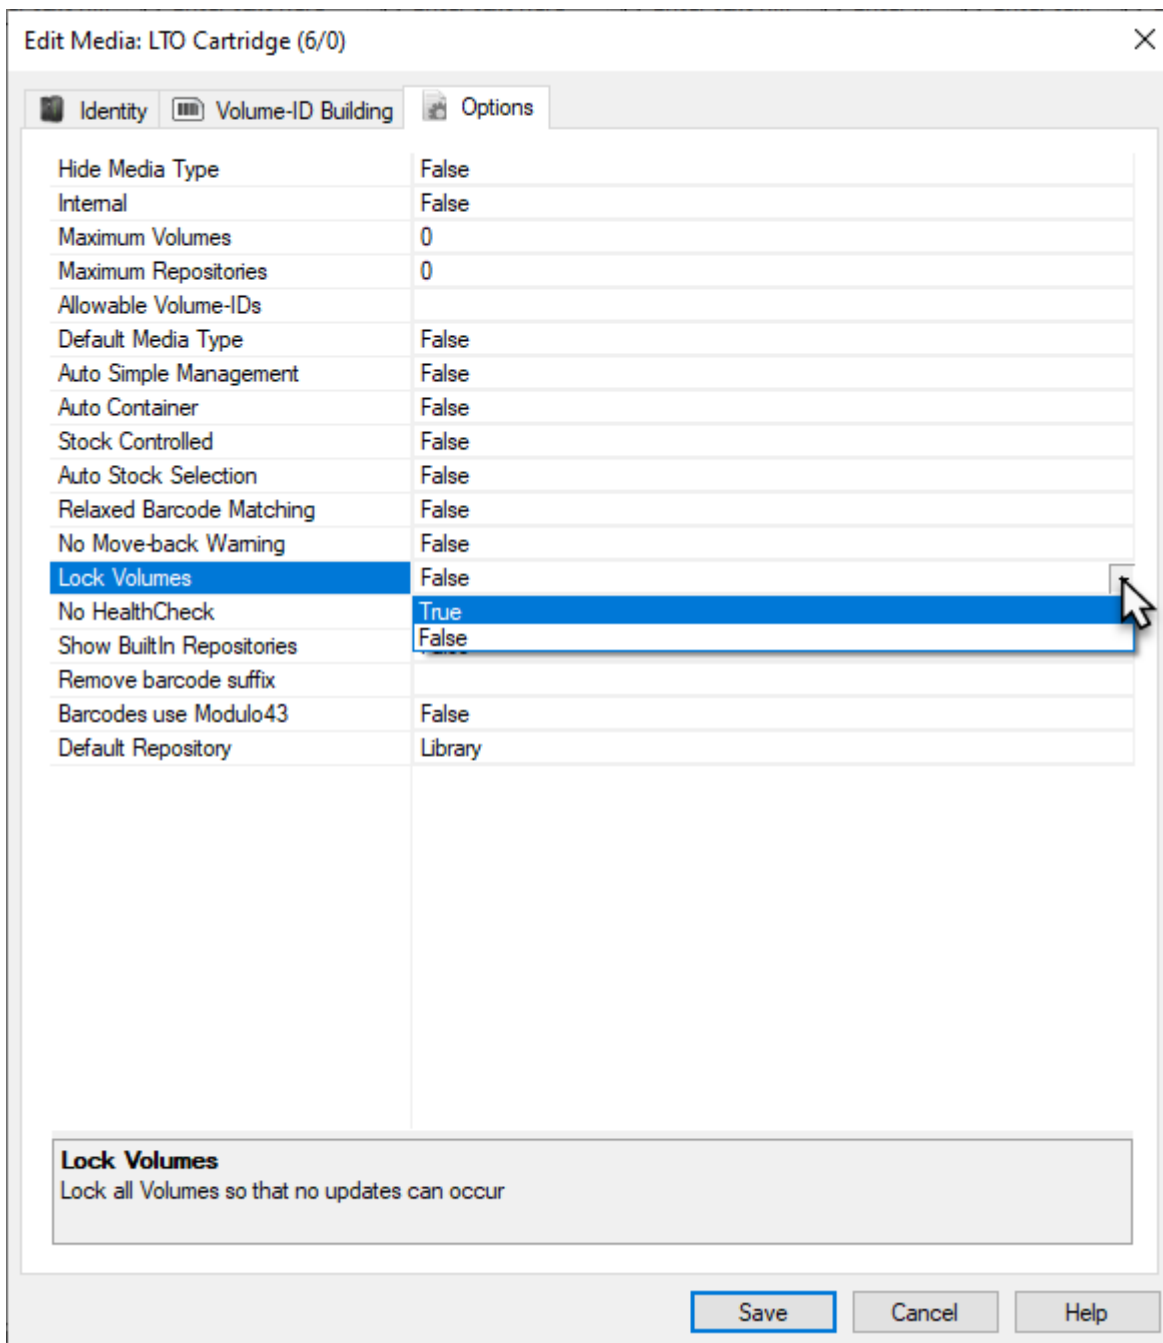 Edit Media: LTO Cartridge (6/0)
Identity Volume-ID Building Options
Hide Media Type False
Internal False
Maximum Volumes 0
Maximum Repositories 0
Allowable Volume-IDs
Default Media Type False
Auto Simple Management False
Auto Container False
Stock Controlled False
Auto Stock Selection False
Relaxed Barcode Matching False
No Move-back Warning False
Lock Volumes False
No HealthCheck True
False
Show BuiltIn Repositories
Remove barcode suffix
Barcodes use Modulo43 False
Default Repository Library
Lock Volumes
Lock all Volumes so that no updates can occur
Save Cancel Help